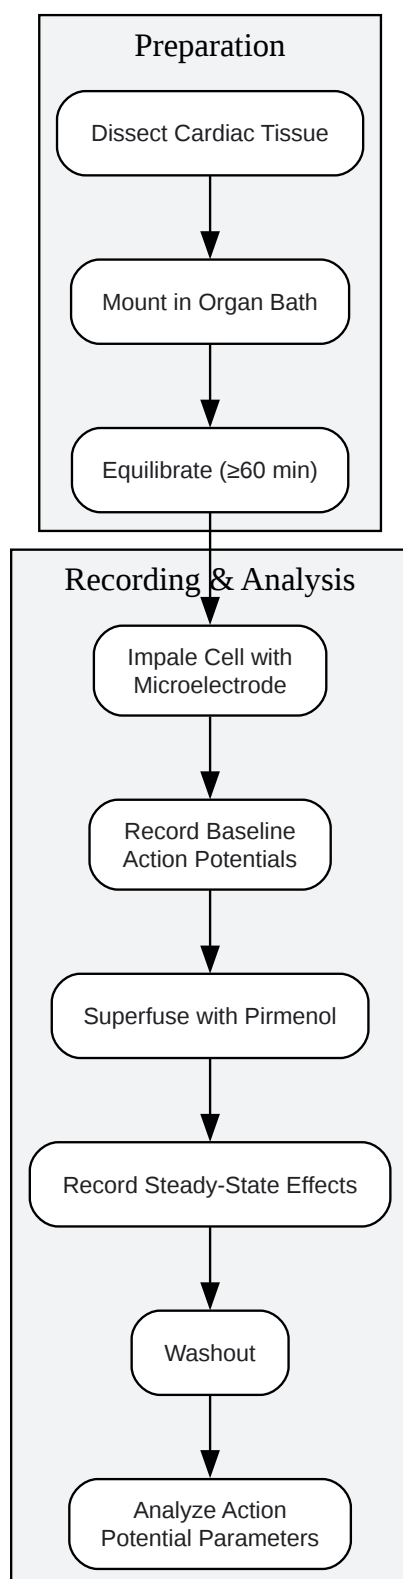 Preparation
Dissect Cardiac Tissue
Mount in Organ Bath
Equilibrate (≥60 min)
Recording & Analysis
Impale Cell with
Microelectrode
Record Baseline
Action Potentials
Superfuse with Pirmenol
Record Steady-State Effects
Washout
Analyze Action
Potential Parameters